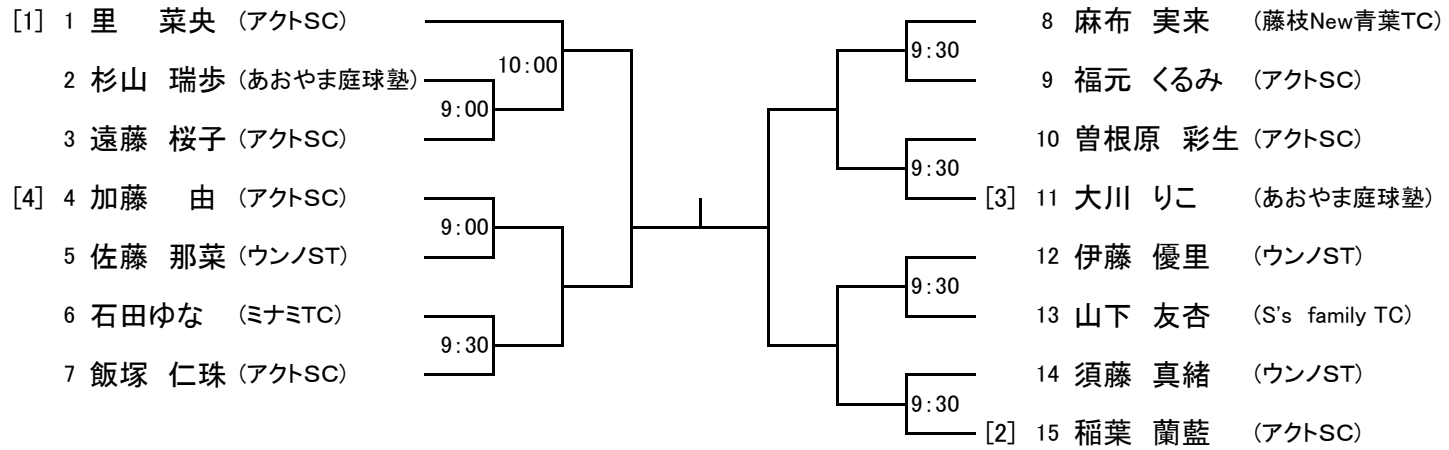 [1] 1 里 菜央 (アクトSC)
10:00
2 杉山 瑞歩 (あおやま庭球塾)
9:00
3 遠藤 桜子 (アクトSC)
[4] 4 加藤 由 (アクトSC)
9:00
5 佐藤 那菜 (ウンノST)
6 石田ゆな (ミナミTC)
9:30
7 飯塚 仁珠 (アクトSC)
8 麻布 実来 (藤枝New青葉TC)
9:30
9 福元 くるみ (アクトSC)
10 曽根原 彩生 (アクトSC)
9:30
[3] 11 大川 りこ (あおやま庭球塾)
12 伊藤 優里 (ウンノST)
9:30
13 山下 友杏 (S's family TC)
14 須藤 真緒 (ウンノST)
9:30
[2] 15 稲葉 蘭藍 (アクトSC)